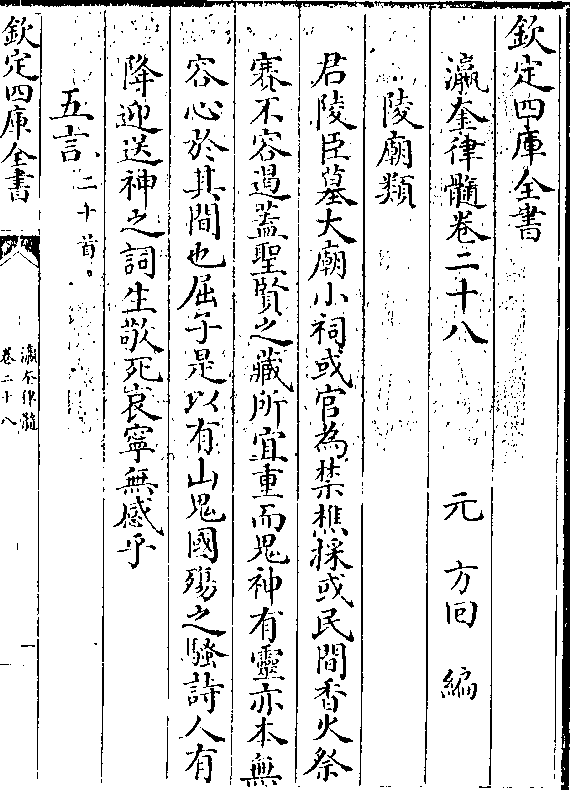 欽定四庫全書
瀛奎律髓卷二十八　元　方回　編
陵廟類
君陵臣墓大廟小祠或官為禁樵採或民間香火祭
賽不容遏蓋聖賢之藏所宜重而鬼神有靈亦本無
容心於其間也屈子是以有山鬼國殤之騷詩人有
降迎送神之詞生敬死哀寧無感乎
五言二十首。
欽定四庫全書
瀛奎律髓
卷二十八
一